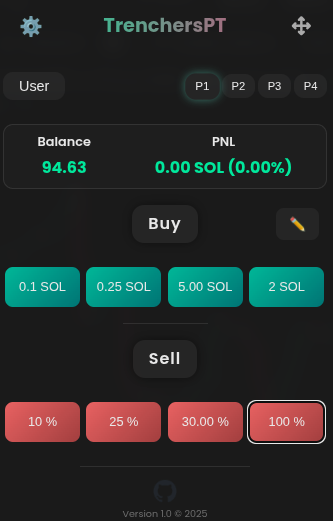 TrenchersPT
User P1 P2 P3 P4
Balance PNL
94.63 0.00 SOL (0.00%)
Buy
0.1 SOL 0.25 SOL 5.00 SOL 2 SOL
Sell
10 % 25 % 30.00 % 100 %
Version 1.0 © 2025